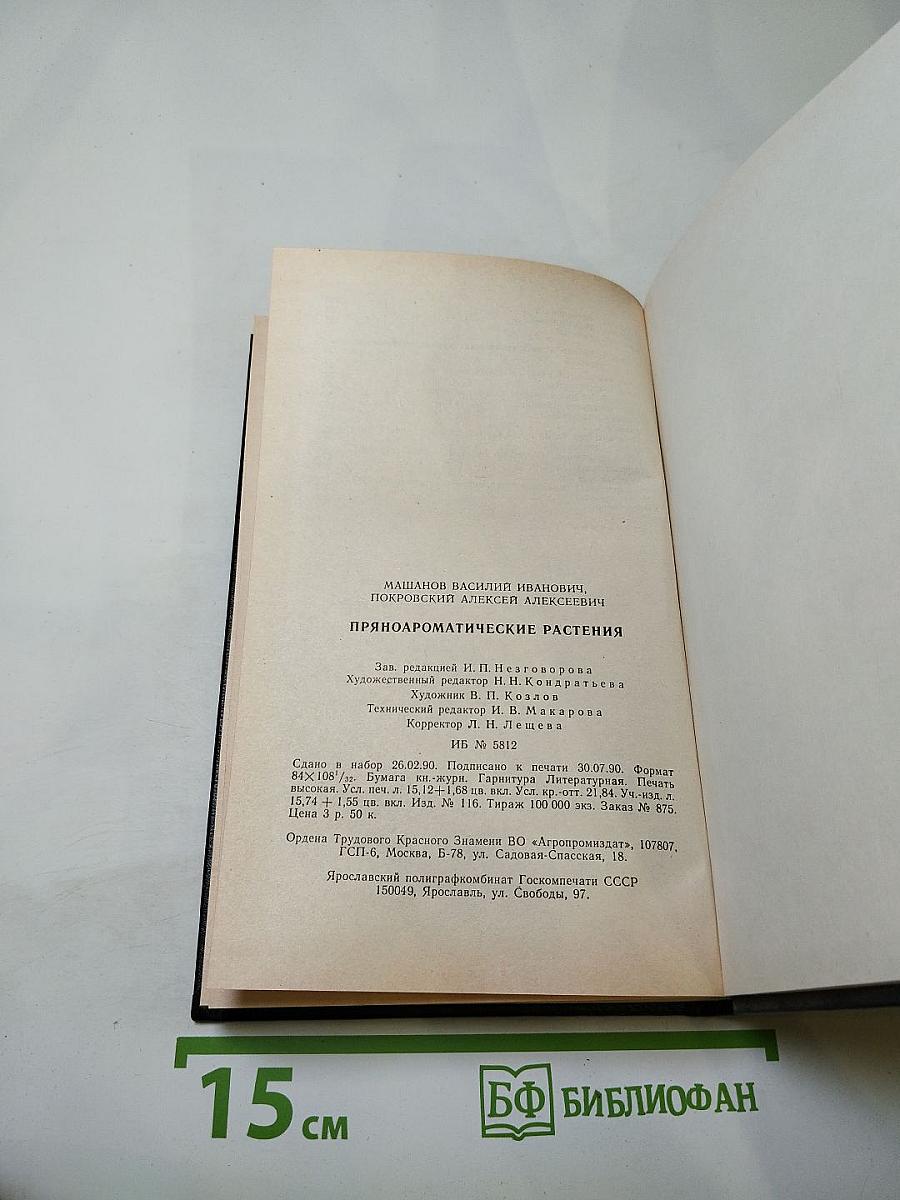 МАШАНОВ ВАСИЛИЙ ИВАНОВИЧ,
ПОКРОВСКИЙ АЛЕКСЕЙ АЛЕКСЕЕВИЧ
ПРЯНОАРОМАТИЧЕСКИЕ РАСТЕНИЯ
Зав. редакцией И. П. Незговорова
Художественный редактор Н. Н. Кондратьева
Художник В. П. Козлов
Технический редактор И. В. Макарова
Корректор Л. Н. Лещева
ИБ № 5812
Сдано в набор 26.02.90. Подписано к печати 30.07.90. Формат
84×108¹/₃₂. Бумага кн.-журн. Гарнитура Литературная. Печать
высокая. Усл. печ. л. 15,12+1,68 цв. вкл. Усл. кр.-отт. 21,84. Уч.-изд. л.
15,74 + 1,55 цв. вкл. Изд. № 116. Тираж 100 000 экз. Заказ № 875.
Цена 3 р. 50 к.
Ордена Трудового Красного Знамени ВО «Агропромиздат», 107807,
ГСП-6, Москва, Б-78, ул. Садовая-Спасская, 18.
Ярославский полиграфкомбинат Госкомпечати СССР
150049, Ярославль, ул. Свободы, 97.
15 см
БФ БИБЛИОФАН